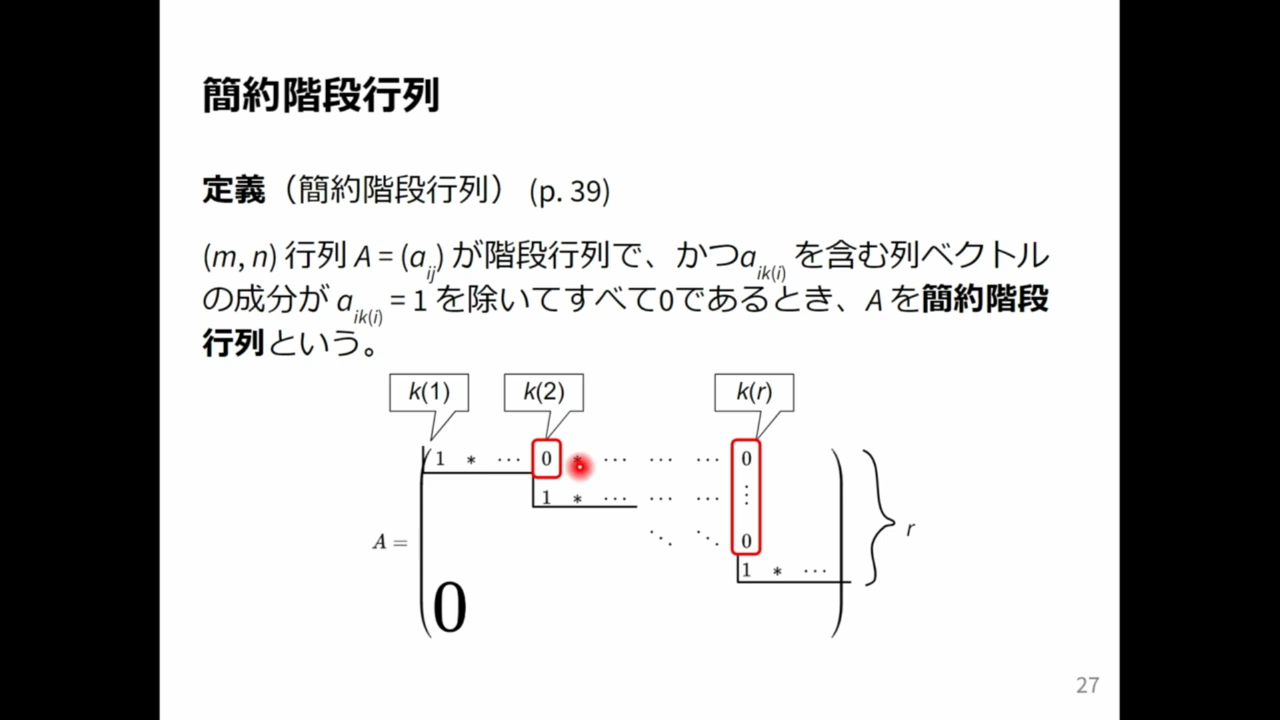 簡約階段行列
定義（簡約階段行列） (p. 39)
(m, n) 行列 A = (aij) が階段行列で、かつaik(i) を含む列ベクトル
の成分が aik(i) = 1 を除いてすべて0であるとき、A を簡約階段
行列という。
k(1) k(2) k(r)
1 * ⋯ 0 * ⋯ ⋯ ⋯ 0
1 * ⋯ ⋯ ⋯ ⋮
A = ⋱ ⋱ 0
r
1 * ⋯
0
27